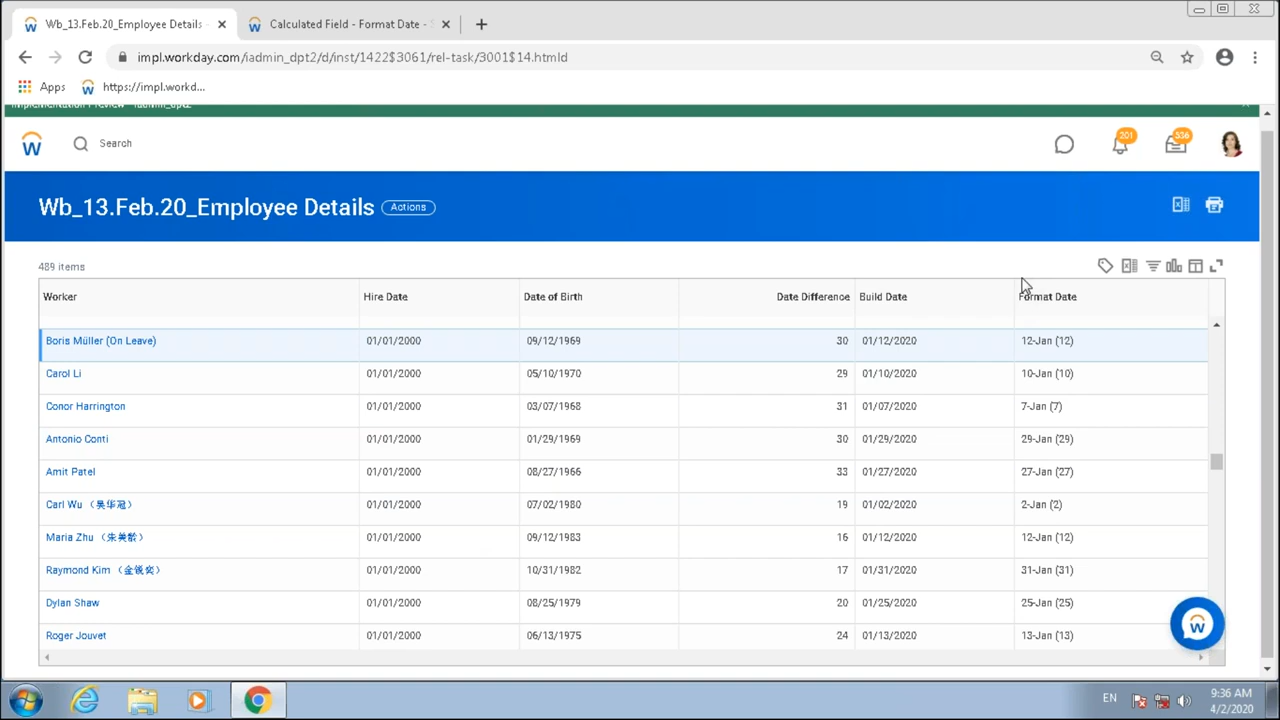 Wb_13.Feb.20_Employee Details -
Calculated Field - Format Date -
impl.workday.com/iadmin_dpt2/d/inst/1422$3061/rel-task/3001$14.htmld
Apps
https://impl.workd...
Implementation Preview - iadmin_dpt2
Search
201
336
Wb_13.Feb.20_Employee Details
Actions
489 items
Worker Hire Date Date of Birth Date Difference Build Date Format Date
Boris Müller (On Leave) 01/01/2000 09/12/1969 30 01/12/2020 12-Jan (12)
Carol Li 01/01/2000 05/10/1970 29 01/10/2020 10-Jan (10)
Conor Harrington 01/01/2000 03/07/1968 31 01/07/2020 7-Jan (7)
Antonio Conti 01/01/2000 01/29/1969 30 01/29/2020 29-Jan (29)
Amit Patel 01/01/2000 08/27/1966 33 01/27/2020 27-Jan (27)
Carl Wu （吴华冠） 01/01/2000 07/02/1980 19 01/02/2020 2-Jan (2)
Maria Zhu （朱美龄） 01/01/2000 09/12/1983 16 01/12/2020 12-Jan (12)
Raymond Kim 01/01/2000 10/31/1982 17 01/31/2020 31-Jan (31)
Dylan Shaw 01/01/2000 08/25/1979 20 01/25/2020 25-Jan (25)
Roger Jouvet 01/01/2000 06/13/1975 24 01/13/2020 13-Jan (13)
EN
9:36 AM
4/2/2020